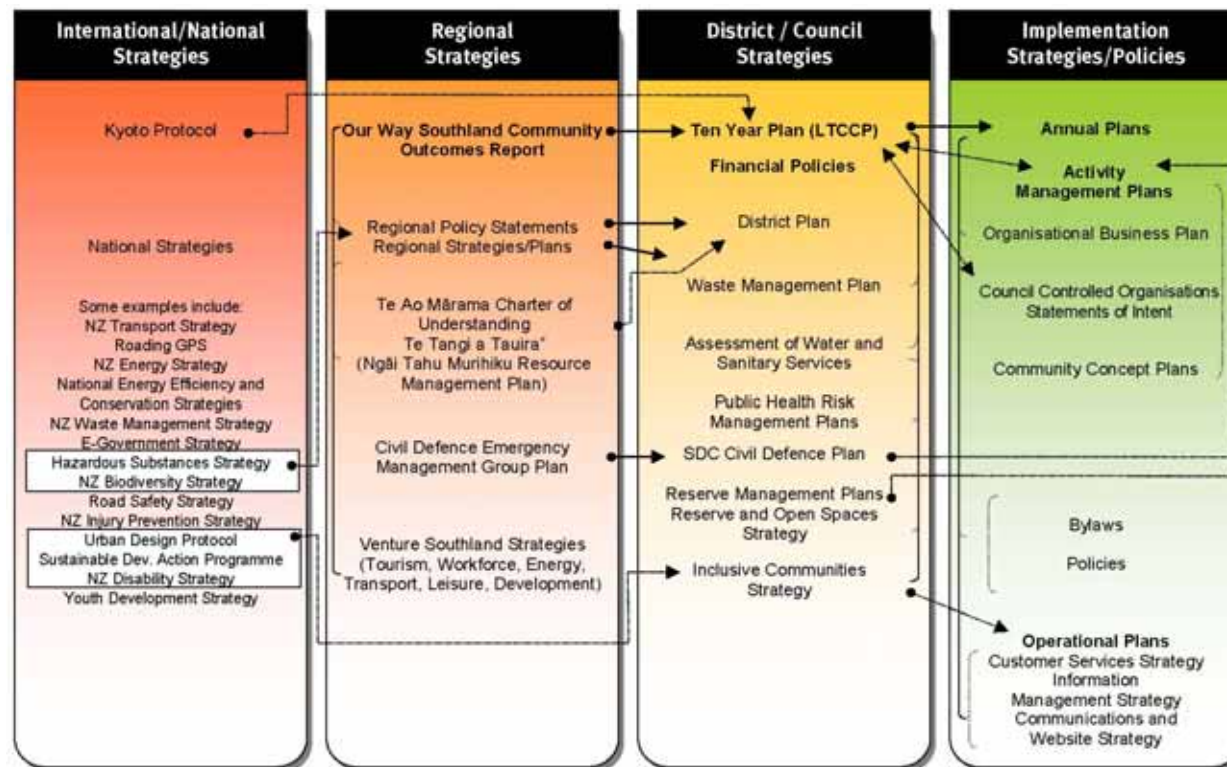 International/National
Strategies
Kyoto Protocol
National Strategies
Some examples include:
NZ Transport Strategy
Roading GPS
NZ Energy Strategy
National Energy Efficiency and
Conservation Strategies
NZ Waste Management Strategy
E-Government Strategy
Hazardous Substances Strategy
NZ Biodiversity Strategy
Road Safety Strategy
NZ Injury Prevention Strategy
Urban Design Protocol
Sustainable Dev. Action Programme
NZ Disability Strategy
Youth Development Strategy
Regional
Strategies
Our Way Southland Community
Outcomes Report
Regional Policy Statements
Regional Strategies/Plans
Te Ao Mārama Charter of
Understanding
Te Tangi a Tauira"
(Ngāi Tahu Murihiku Resource
Management Plan)
Civil Defence Emergency
Management Group Plan
Venture Southland Strategies
(Tourism, Workforce, Energy,
Transport, Leisure, Development)
District / Council
Strategies
Ten Year Plan (LTCCP)
Financial Policies
District Plan
Waste Management Plan
Assessment of Water and
Sanitary Services
Public Health Risk
Management Plans
SDC Civil Defence Plan
Reserve Management Plans
Reserve and Open Spaces
Strategy
Inclusive Communities
Strategy
Implementation
Strategies/Policies
Annual Plans
Activity
Management Plans
Organisational Business Plan
Council Controlled Organisations
Statements of Intent
Community Concept Plans
Bylaws
Policies
Operational Plans
Customer Services Strategy
Information
Management Strategy
Communications and
Website Strategy